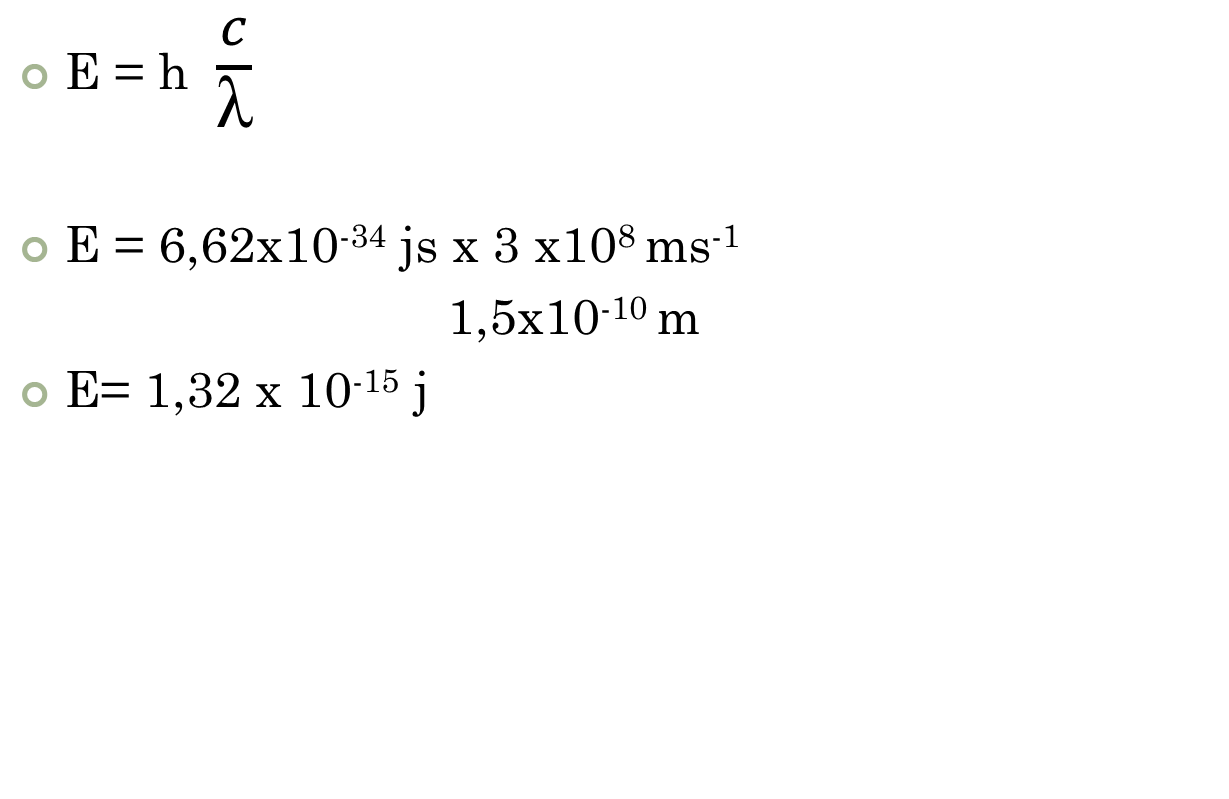 E = h c/λ
E = 6,62x10⁻³⁴ js x 3 x10⁸ ms⁻¹
1,5x10⁻¹⁰ m
E= 1,32 x 10⁻¹⁵ j